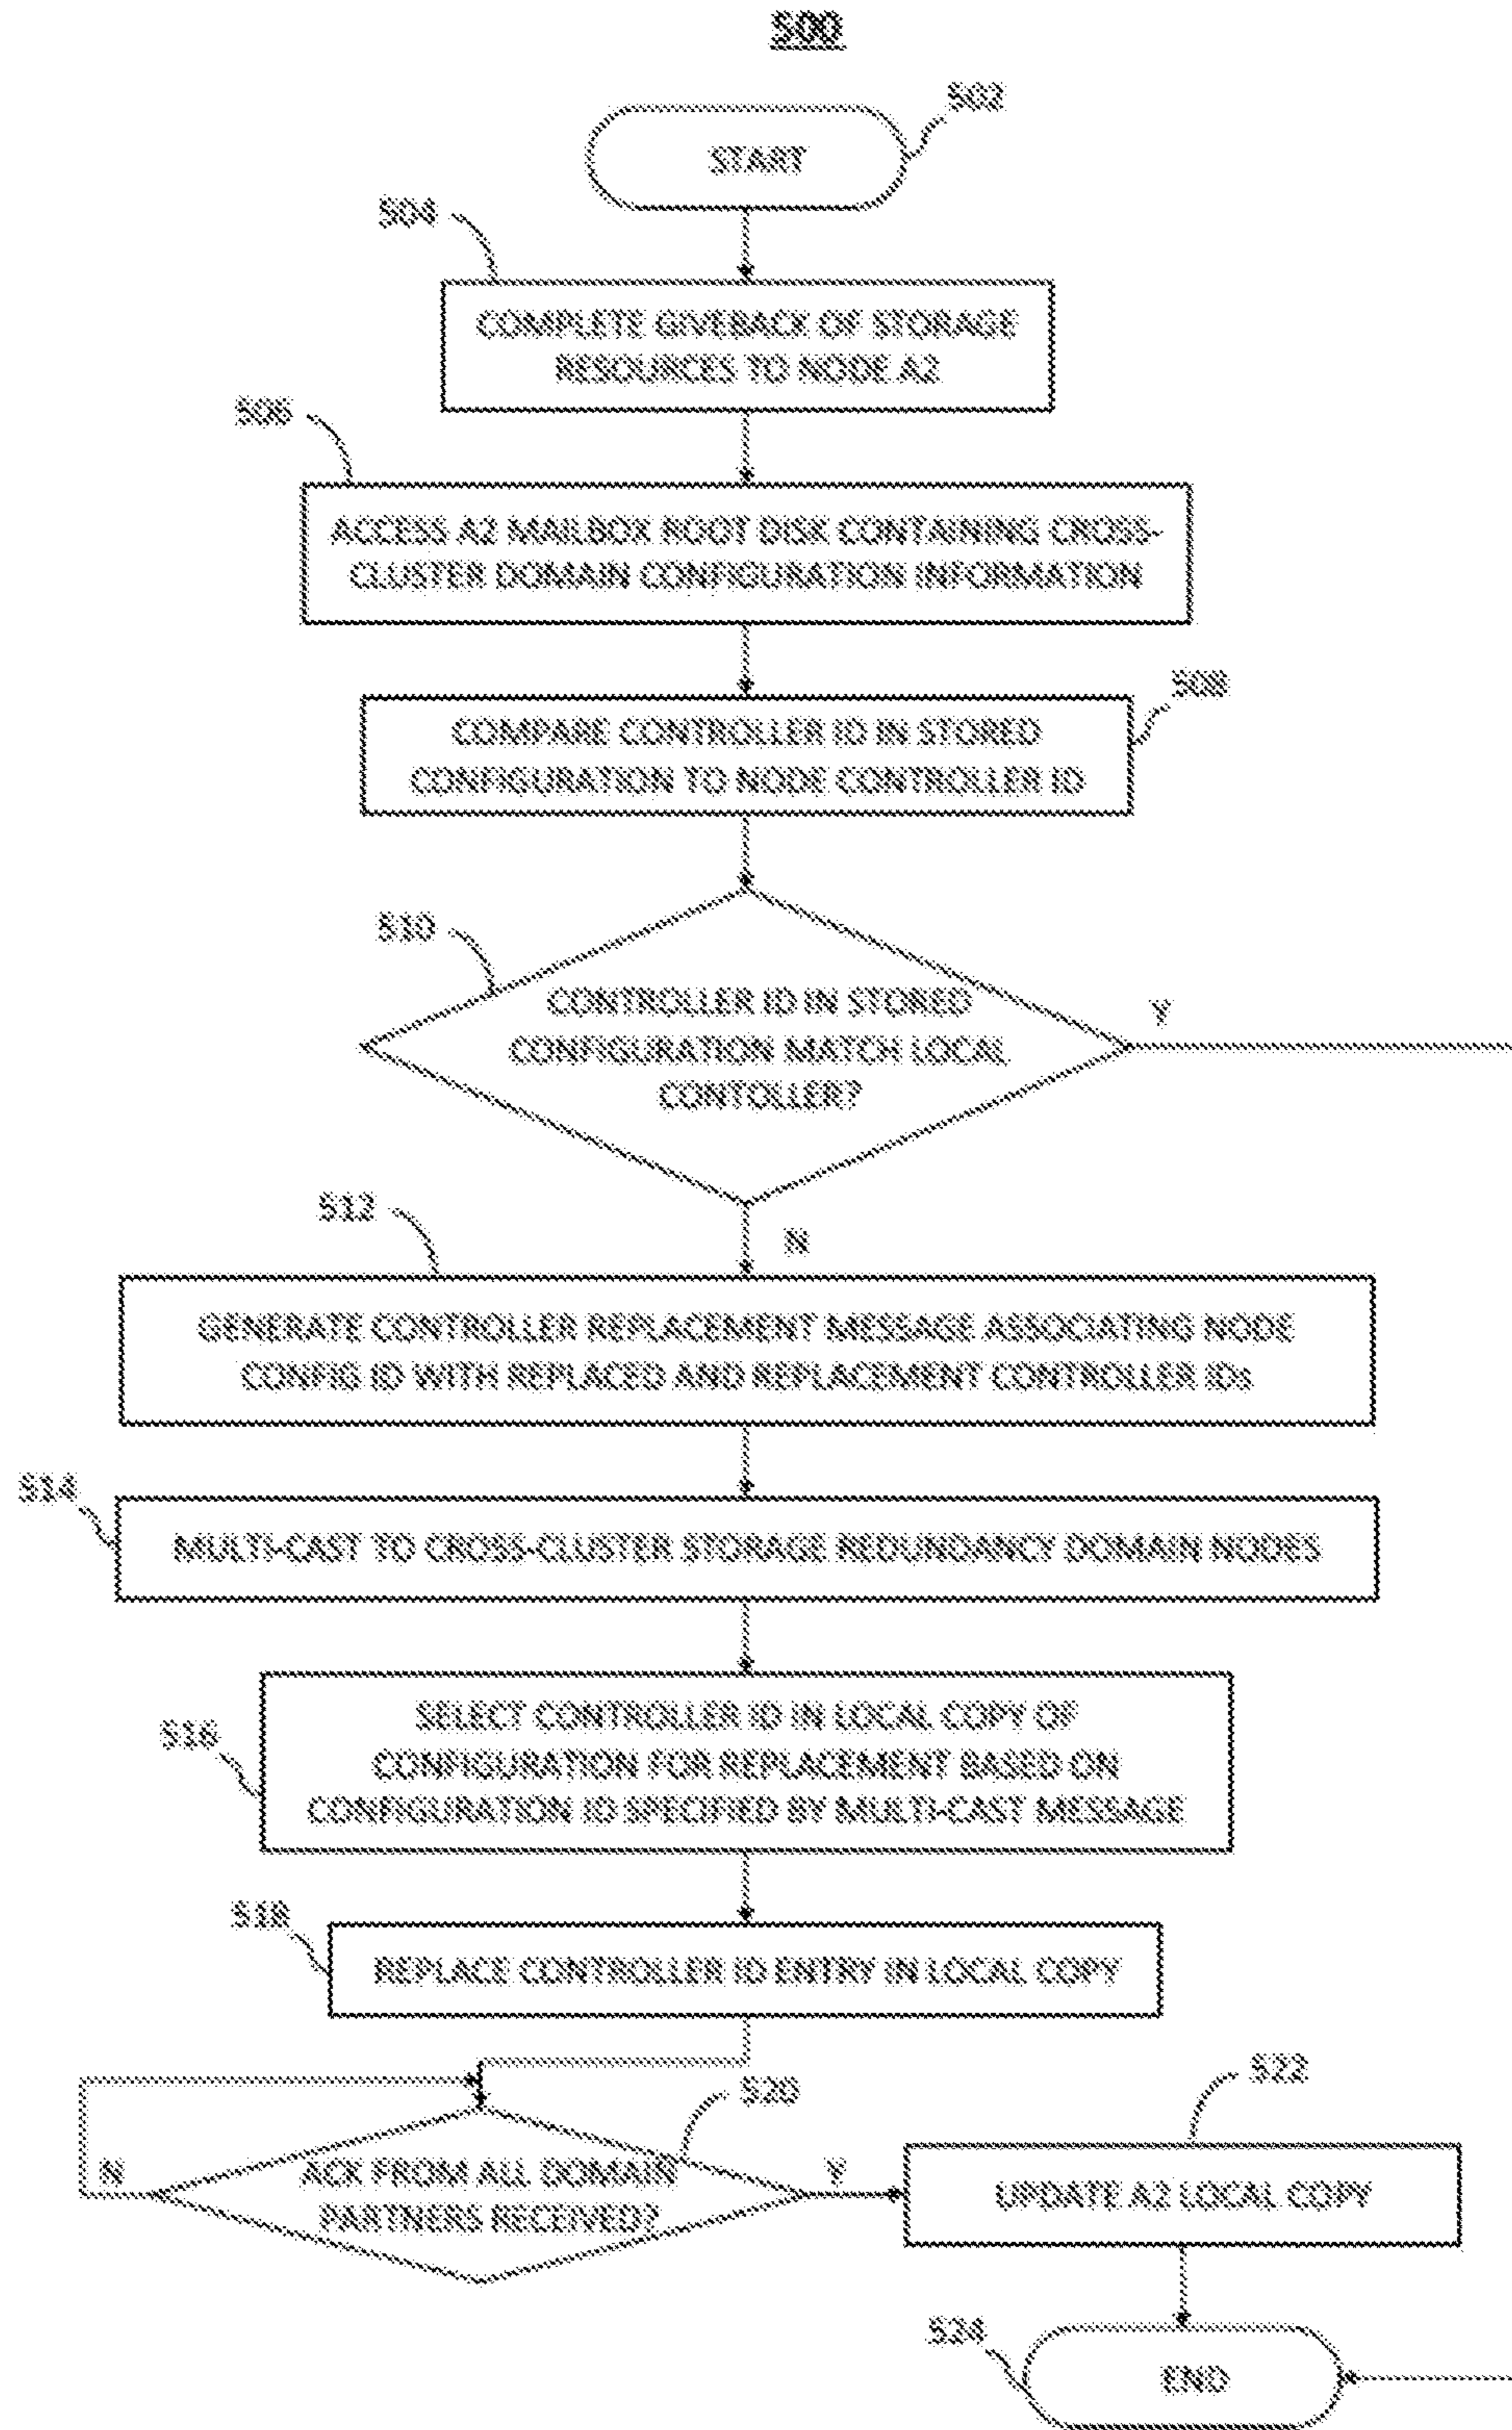 500
502
START
504
COMPLETE GIVEBACK OF STORAGE
RESOURCES TO NODE A2
506
ACCESS A2 MAILBOX ROOT DISK CONTAINING CROSS-
CLUSTER DOMAIN CONFIGURATION INFORMATION
508
COMPARE CONTROLLER ID IN STORED
CONFIGURATION TO NODE CONTROLLER ID
510
CONTROLLER ID IN STORED
CONFIGURATION MATCH LOCAL
CONTOLLER?
Y
512
N
GENERATE CONTROLLER REPLACEMENT MESSAGE ASSOCIATING NODE
CONFIG ID WITH REPLACED AND REPLACEMENT CONTROLLER IDs
514
MULTI-CAST TO CROSS-CLUSTER STORAGE REDUNDANCY DOMAIN NODES
516
SELECT CONTROLLER ID IN LOCAL COPY OF
CONFIGURATION FOR REPLACEMENT BASED ON
CONFIGURATION ID SPECIFIED BY MULTI-CAST MESSAGE
518
REPLACE CONTROLLER ID ENTRY IN LOCAL COPY
520
522
N
ACK FROM ALL DOMAIN
PARTNERS RECEIVED?
Y
UPDATE A2 LOCAL COPY
524
END